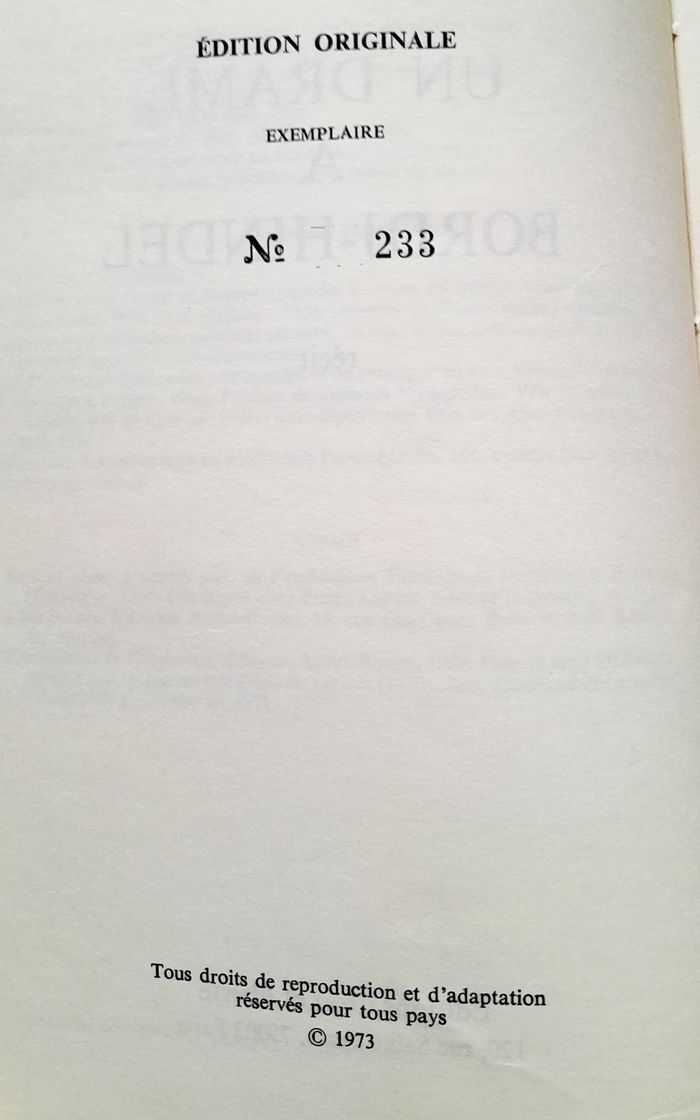 ÉDITION ORIGINALE
EXEMPLAIRE
№ 233
Tous droits de reproduction et d'adaptation
réservés pour tous pays
© 1973